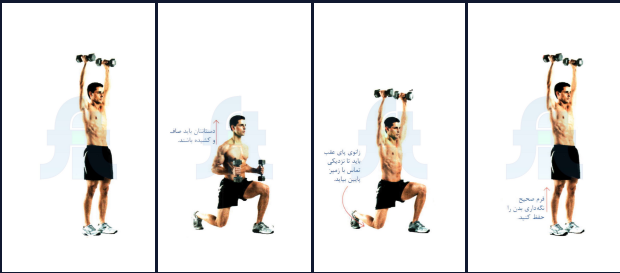 دستانتان باید صاف
و کشیده باشند.
زانوی پای عقب
باید تا نزدیکی
تماس با زمین
پایین بیاید.
فرم صحیح
نگه‌داری بدن را
حفظ کنید.